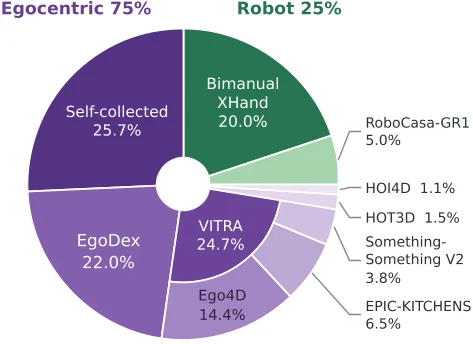 Egocentric 75%
Robot 25%
Bimanual
XHand
20.0%
Self-collected
25.7%
RoboCasa-GR1
5.0%
HOI4D 1.1%
HOT3D 1.5%
VITRA
24.7%
EgoDex
22.0%
Something-
Something V2
3.8%
Ego4D
14.4%
EPIC-KITCHENS
6.5%